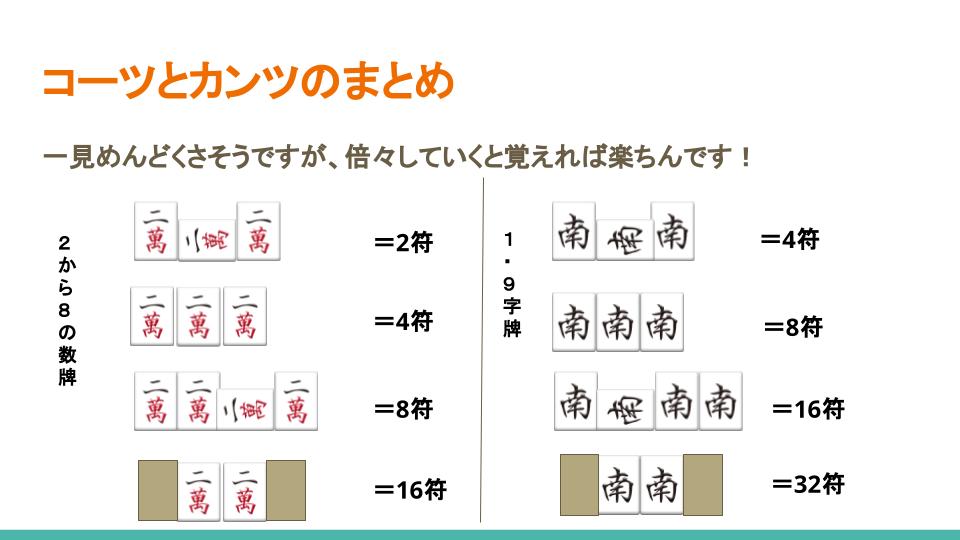 コーツとカンツのまとめ
一見めんどくさそうですが、倍々していくと覚えれば楽ちんです！
２から８の数牌
二萬 二萬 二萬
＝2符
二萬 二萬 二萬
＝4符
二萬 二萬 二萬 二萬
＝8符
二萬 二萬
＝16符
１・９字牌
南 南 南
＝4符
南 南 南
＝8符
南 南 南 南
＝16符
南 南
＝32符